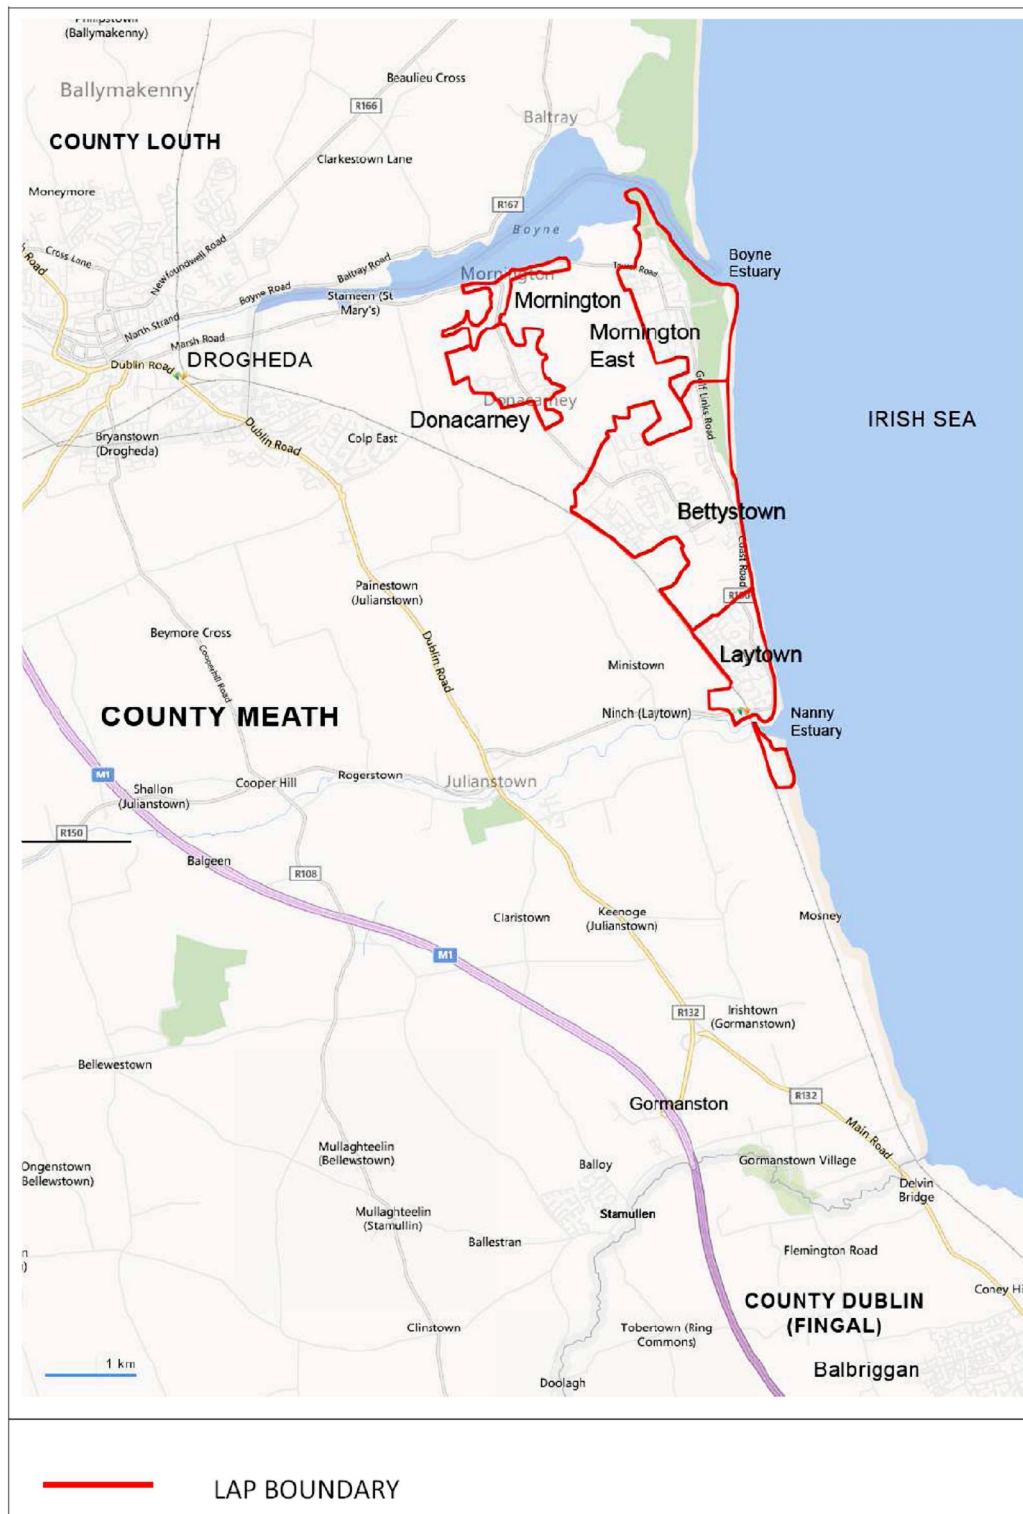 (Ballymakenny)
Beaulieu Cross
Ballymakenny
R166
Baltray
COUNTY LOUTH
Clarkestown Lane
Moneymore
R167
Boyne
Cross Lane
Road
Newfoundwell Road
Baltray Road
Boyne Road
Mornington
Tower Road
Boyne
Estuary
Stameen (St
Mary's)
Mornington
North Strand
Marsh Road
Mornington
East
DROGHEDA
Dublin Road
Golf Links Road
Donacarney
Donacarney
IRISH SEA
Bryanstown
(Drogheda)
Dublin Road
Colp East
Bettystown
Coast Road
Painestown
(Julianstown)
Beymore Cross
Cooperhill Road
Dublin Road
Ministown
Laytown
COUNTY MEATH
Ninch (Laytown)
Nanny
Estuary
M1
Rogerstown
Shallon
(Julianstown)
Cooper Hill
Julianstown
R150
Balgeen
R108
Claristown
Keenoge
(Julianstown)
Mosney
M1
R132
Irishtown
(Gormanstown)
Bellewestown
R132
Gormanston
Main Road
Mullaghteelin
(Bellewstown)
Balloy
Gormanstown Village
Ongenstown
Bellewstown)
Delvin
Bridge
Mullaghteelin
(Stamullin)
Stamullen
Ballestran
Flemington Road
Coney Hi
COUNTY DUBLIN
(FINGAL)
Clinstown
Tobertown (Ring
Commons)
1 km
Balbriggan
Doolagh
LAP BOUNDARY